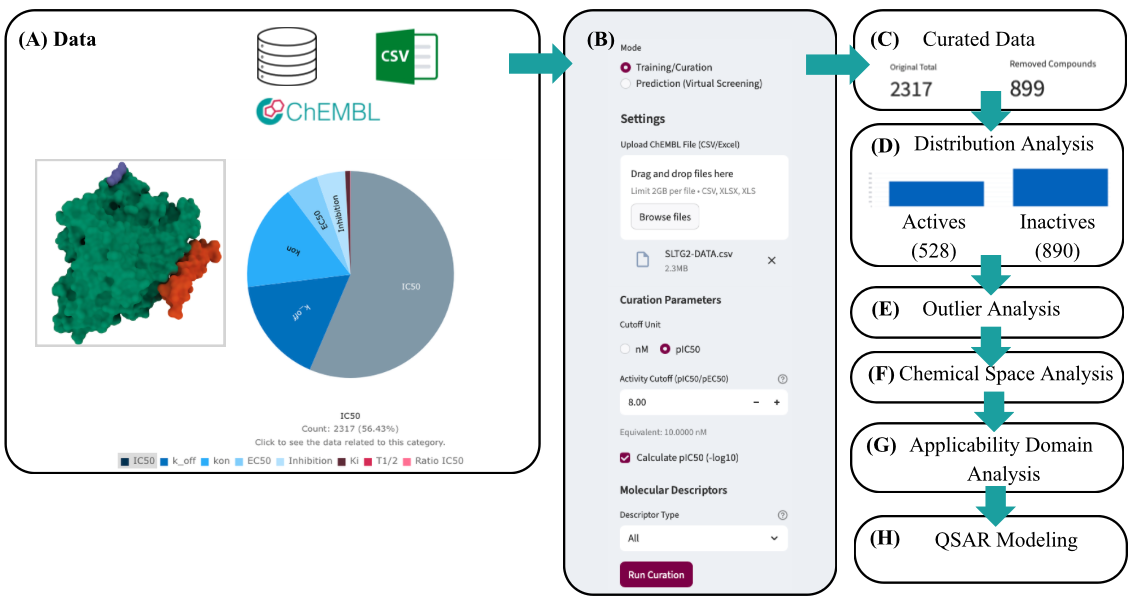 (A) Data
CSV
ChEMBL
Inhibition
EC50
kon
IC50
k_off
IC50
Count: 2317 (56.43%)
Click to see the data related to this category.
IC50 k_off kon EC50 Inhibition Ki T1/2 Ratio IC50
(B)
Mode
Training/Curation
Prediction (Virtual Screening)
Settings
Upload ChEMBL File (CSV/Excel)
Drag and drop files here
Limit 2GB per file • CSV, XLSX, XLS
Browse files
SLTG2-DATA.csv
2.3MB
Curation Parameters
Cutoff Unit
nM pIC50
Activity Cutoff (pIC50/pEC50)
8.00
Equivalent: 10.0000 nM
Calculate pIC50 (-log10)
Molecular Descriptors
Descriptor Type
All
Run Curation
(C) Curated Data
Original Total Removed Compounds
2317 899
(D) Distribution Analysis
Actives Inactives
(528) (890)
(E) Outlier Analysis
(F) Chemical Space Analysis
(G) Applicability Domain
Analysis
(H) QSAR Modeling